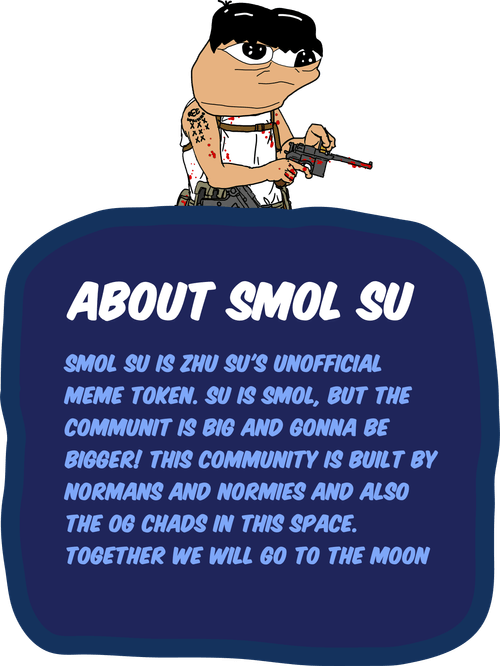 ABOUT SMOL SU
SMOL SU IS ZHU SU'S UNOFFICIAL
MEME TOKEN. SU IS SMOL, BUT THE
COMMUNIT IS BIG AND GONNA BE
BIGGER! THIS COMMUNITY IS BUILT BY
NORMANS AND NORMIES AND ALSO
THE OG CHADS IN THIS SPACE.
TOGETHER WE WILL GO TO THE MOON